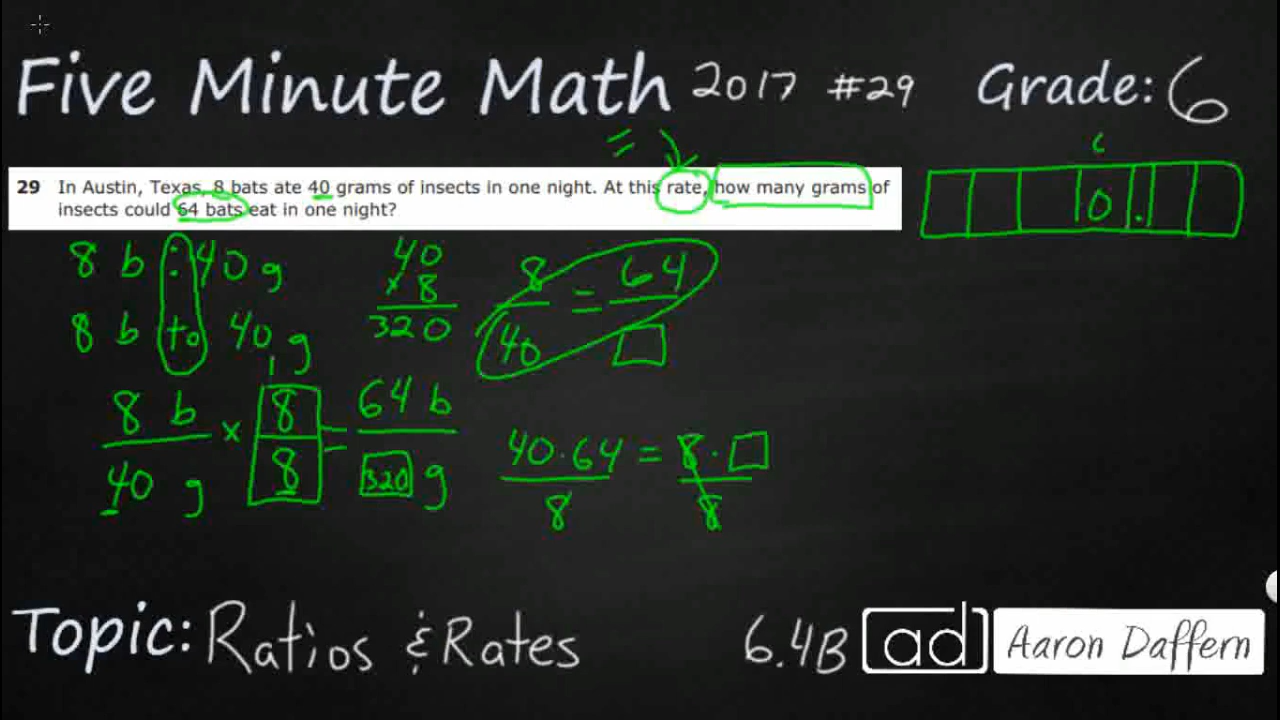 Five Minute Math 2017 #29 Grade: 6
29 In Austin, Texas, 8 bats ate 40 grams of insects in one night. At this rate, how many grams of
insects could 64 bats eat in one night?
=
0 .
8 b : 40 g
8 b to 40 g
40
× 8
320
8/40 = 64/□
8 b/40 g × 8/8 = 64 b/320 g
40·64/8 = 8·□/8
Topic: Ratios & Rates 6.4B ad Aaron Daffern